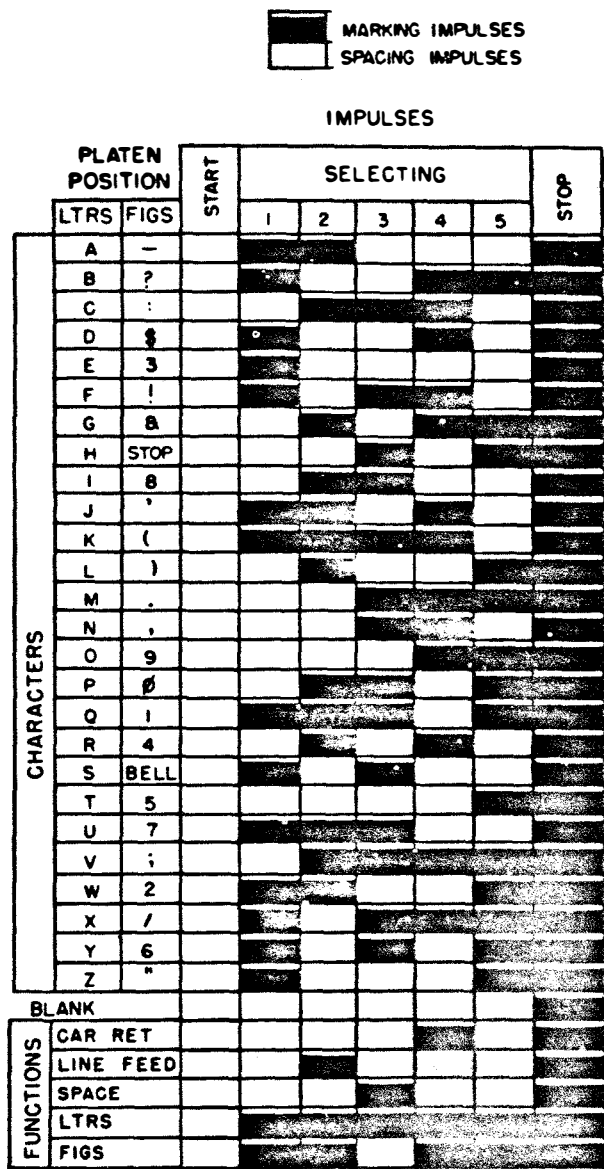 MARKING IMPULSES
SPACING IMPULSES
IMPULSES
PLATEN POSITION START SELECTING STOP
LTRS FIGS 1 2 3 4 5
CHARACTERS
A —
B ?
C :
D $
E 3
F !
G &
H STOP
I 8
J '
K (
L )
M .
N ,
O 9
P Ø
Q 1
R 4
S BELL
T 5
U 7
V ;
W 2
X /
Y 6
Z "
BLANK
FUNCTIONS
CAR RET
LINE FEED
SPACE
LTRS
FIGS